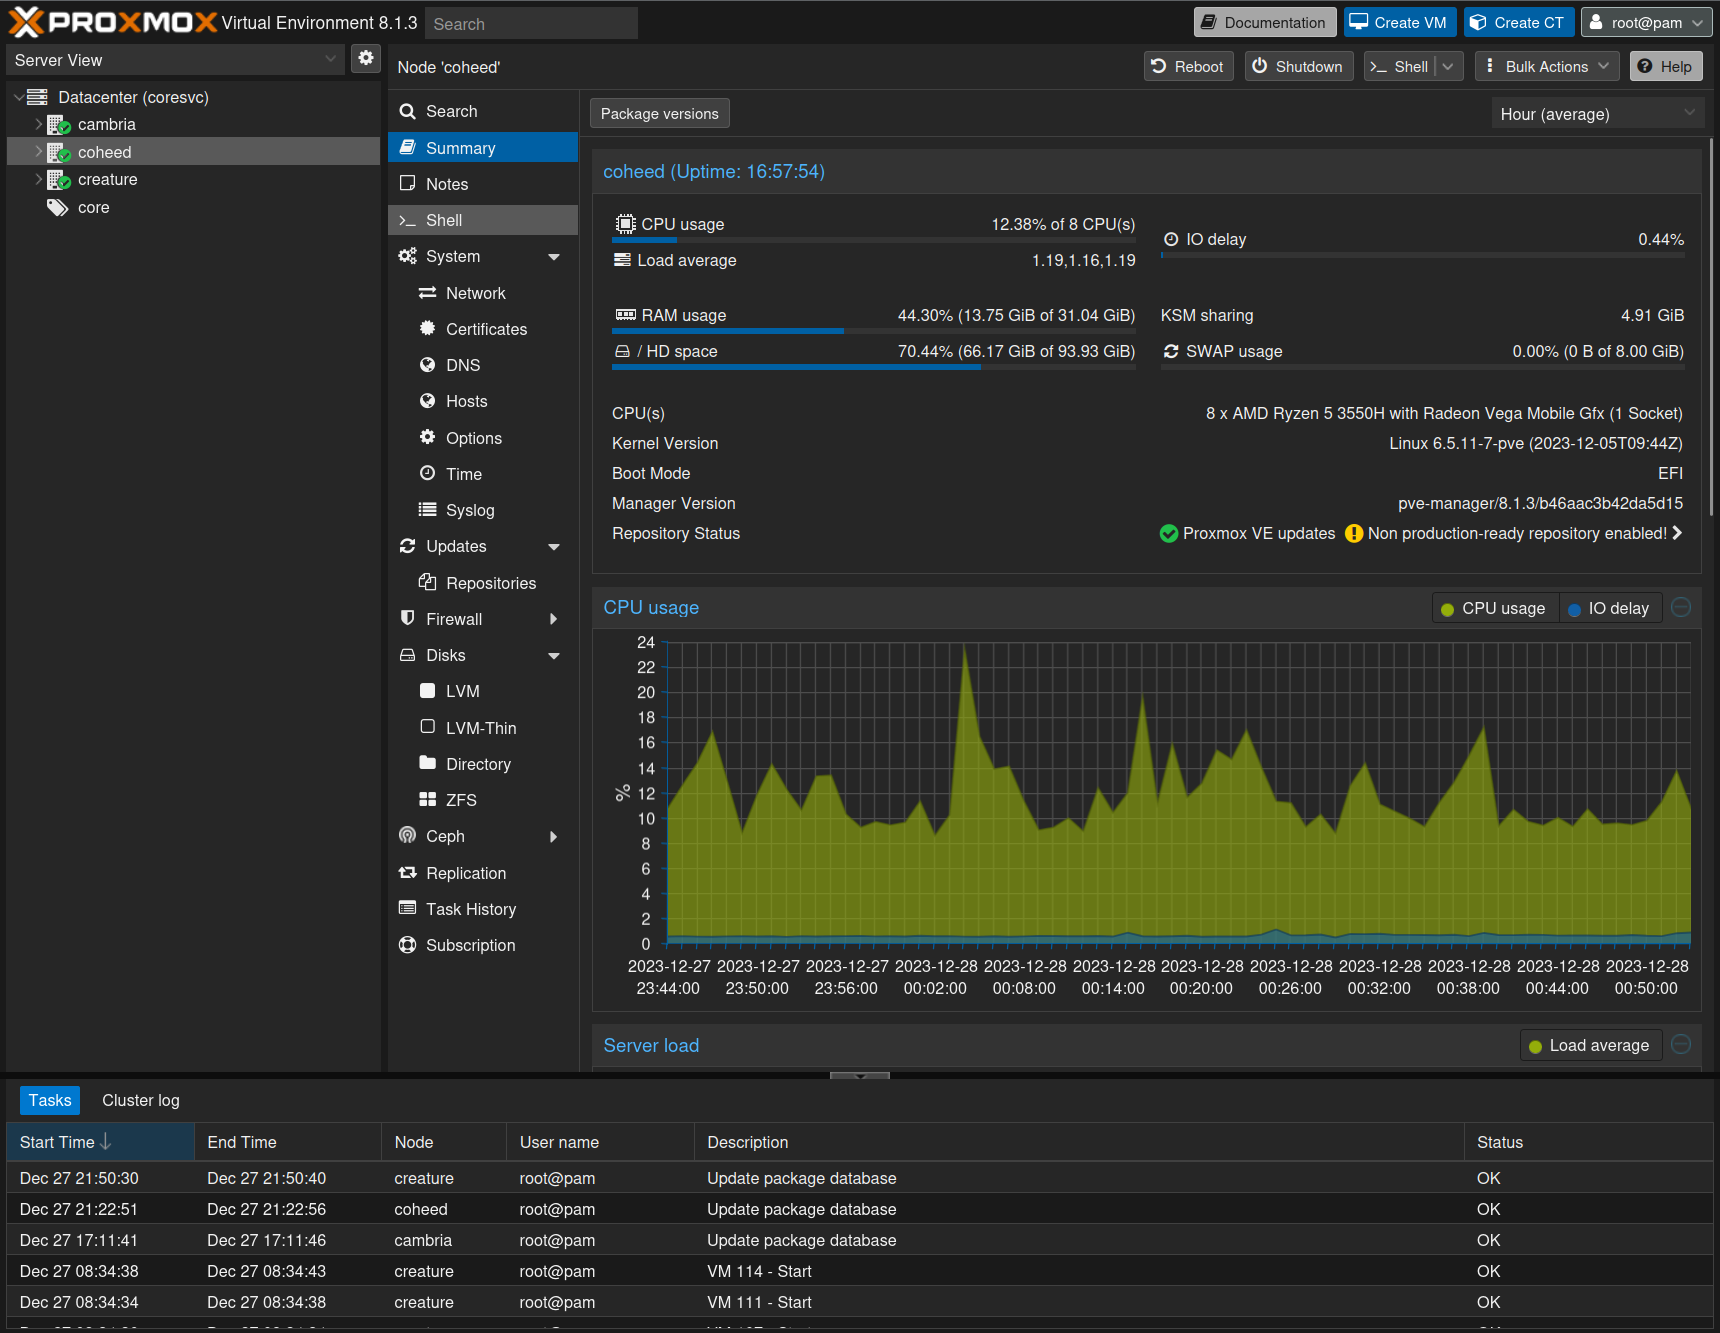 PROXMOX Virtual Environment 8.1.3 Search Documentation Create VM Create CT root@pam
Server View
Datacenter (coresvc)
cambria
coheed
creature
core
Node 'coheed' Reboot Shutdown Shell Bulk Actions Help
Search
Summary
Notes
Shell
System
Network
Certificates
DNS
Hosts
Options
Time
Syslog
Updates
Repositories
Firewall
Disks
LVM
LVM-Thin
Directory
ZFS
Ceph
Replication
Task History
Subscription
Package versions Hour (average)
coheed (Uptime: 16:57:54)
CPU usage 12.38% of 8 CPU(s)
IO delay 0.44%
Load average 1.19,1.16,1.19
RAM usage 44.30% (13.75 GiB of 31.04 GiB) KSM sharing 4.91 GiB
/ HD space 70.44% (66.17 GiB of 93.93 GiB) SWAP usage 0.00% (0 B of 8.00 GiB)
CPU(s) 8 x AMD Ryzen 5 3550H with Radeon Vega Mobile Gfx (1 Socket)
Kernel Version Linux 6.5.11-7-pve (2023-12-05T09:44Z)
Boot Mode EFI
Manager Version pve-manager/8.1.3/b46aac3b42da5d15
Repository Status Proxmox VE updates Non production-ready repository enabled!
CPU usage CPU usage IO delay
24
22
20
18
16
14
% 12
10
8
6
4
2
0
2023-12-27 2023-12-27 2023-12-27 2023-12-28 2023-12-28 2023-12-28 2023-12-28 2023-12-28 2023-12-28 2023-12-28 2023-12-28 2023-12-28
23:44:00 23:50:00 23:56:00 00:02:00 00:08:00 00:14:00 00:20:00 00:26:00 00:32:00 00:38:00 00:44:00 00:50:00
Server load Load average
Tasks Cluster log
Start Time End Time Node User name Description Status
Dec 27 21:50:30 Dec 27 21:50:40 creature root@pam Update package database OK
Dec 27 21:22:51 Dec 27 21:22:56 coheed root@pam Update package database OK
Dec 27 17:11:41 Dec 27 17:11:46 cambria root@pam Update package database OK
Dec 27 08:34:38 Dec 27 08:34:43 creature root@pam VM 114 - Start OK
Dec 27 08:34:34 Dec 27 08:34:38 creature root@pam VM 111 - Start OK